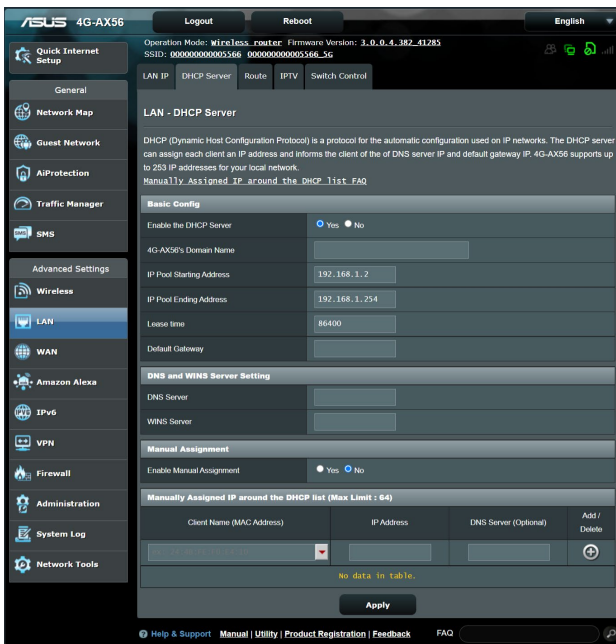 ASUS 4G-AX56 Logout Reboot English
Operation Mode: Wireless router Firmware Version: 3.0.0.4.382_41285
SSID: 00000000005566 00000000005566_5G
Quick Internet Setup
General
Network Map
Guest Network
AiProtection
Traffic Manager
SMS
Advanced Settings
Wireless
LAN
WAN
Amazon Alexa
IPv6
VPN
Firewall
Administration
System Log
Network Tools
LAN IP DHCP Server Route IPTV Switch Control
LAN - DHCP Server
DHCP (Dynamic Host Configuration Protocol) is a protocol for the automatic configuration used on IP networks. The DHCP server
can assign each client an IP address and informs the client of the of DNS server IP and default gateway IP. 4G-AX56 supports up
to 253 IP addresses for your local network.
Manually Assigned IP around the DHCP list FAQ
Basic Config
Enable the DHCP Server Yes No
4G-AX56's Domain Name
IP Pool Starting Address 192.168.1.2
IP Pool Ending Address 192.168.1.254
Lease time 86400
Default Gateway
DNS and WINS Server Setting
DNS Server
WINS Server
Manual Assignment
Enable Manual Assignment Yes No
Manually Assigned IP around the DHCP list (Max Limit : 64)
Client Name (MAC Address) IP Address DNS Server (Optional) Add / Delete
No data in table.
Apply
Help & Support Manual | Utility | Product Registration | Feedback FAQ